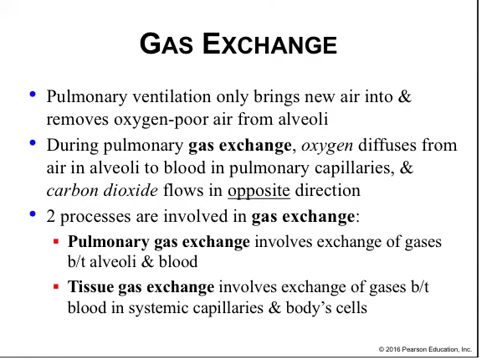 GAS EXCHANGE
• Pulmonary ventilation only brings new air into &
removes oxygen-poor air from alveoli
• During pulmonary gas exchange, oxygen diffuses from
air in alveoli to blood in pulmonary capillaries, &
carbon dioxide flows in opposite direction
• 2 processes are involved in gas exchange:
▪ Pulmonary gas exchange involves exchange of gases
b/t alveoli & blood
▪ Tissue gas exchange involves exchange of gases b/t
blood in systemic capillaries & body's cells
© 2016 Pearson Education, Inc.